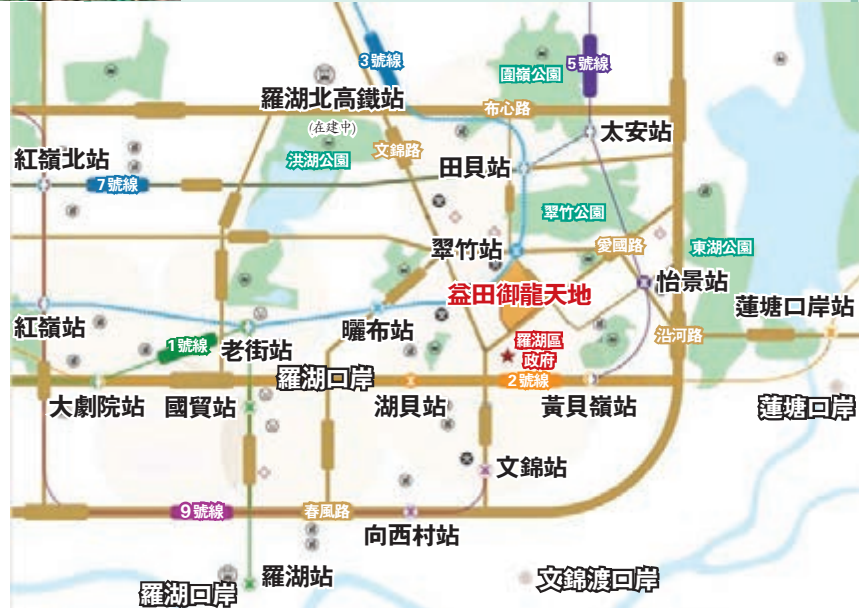 3號線
5號線
圍嶺公園
羅湖北高鐵站
布心路
(在建中)
文錦路
太安站
紅嶺北站
洪湖公園
田貝站
7號線
翠竹公園
翠竹站
愛國路
東湖公園
怡景站
益田御龍天地
蓮塘口岸站
紅嶺站
曬布站
沿河路
1號線
老街站
羅湖區
政府
羅湖口岸
2號線
大劇院站
國貿站
湖貝站
黃貝嶺站
蓮塘口岸
文錦站
9號線
春風路
向西村站
羅湖站
文錦渡口岸
羅湖口岸